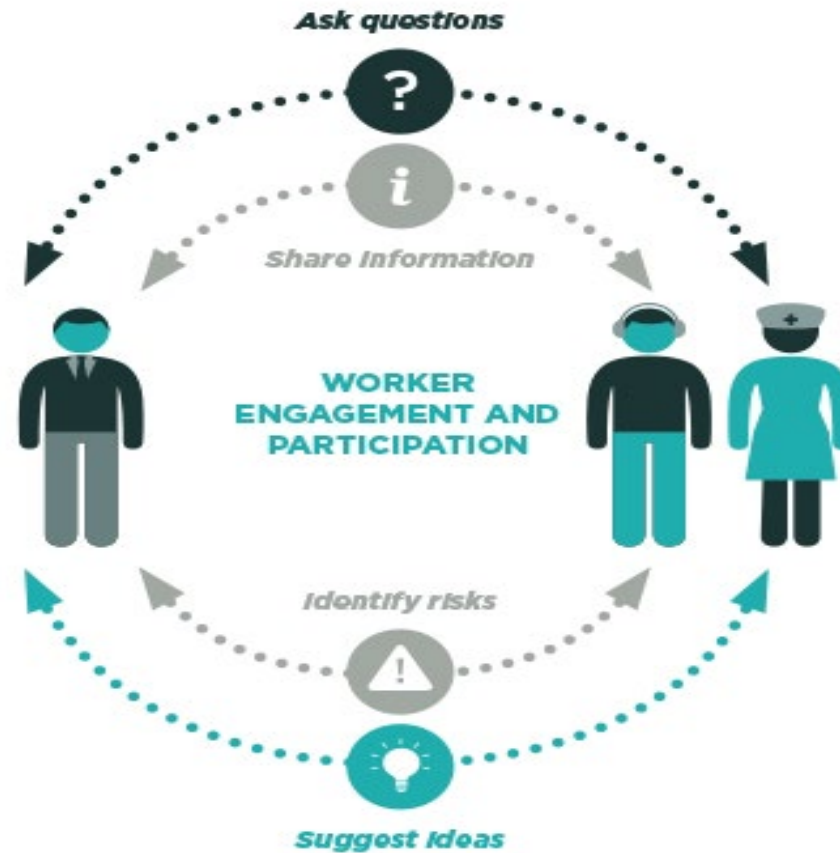 Ask questions
?
i
Share Information
WORKER
ENGAGEMENT AND
PARTICIPATION
Identify risks
!
Suggest Ideas